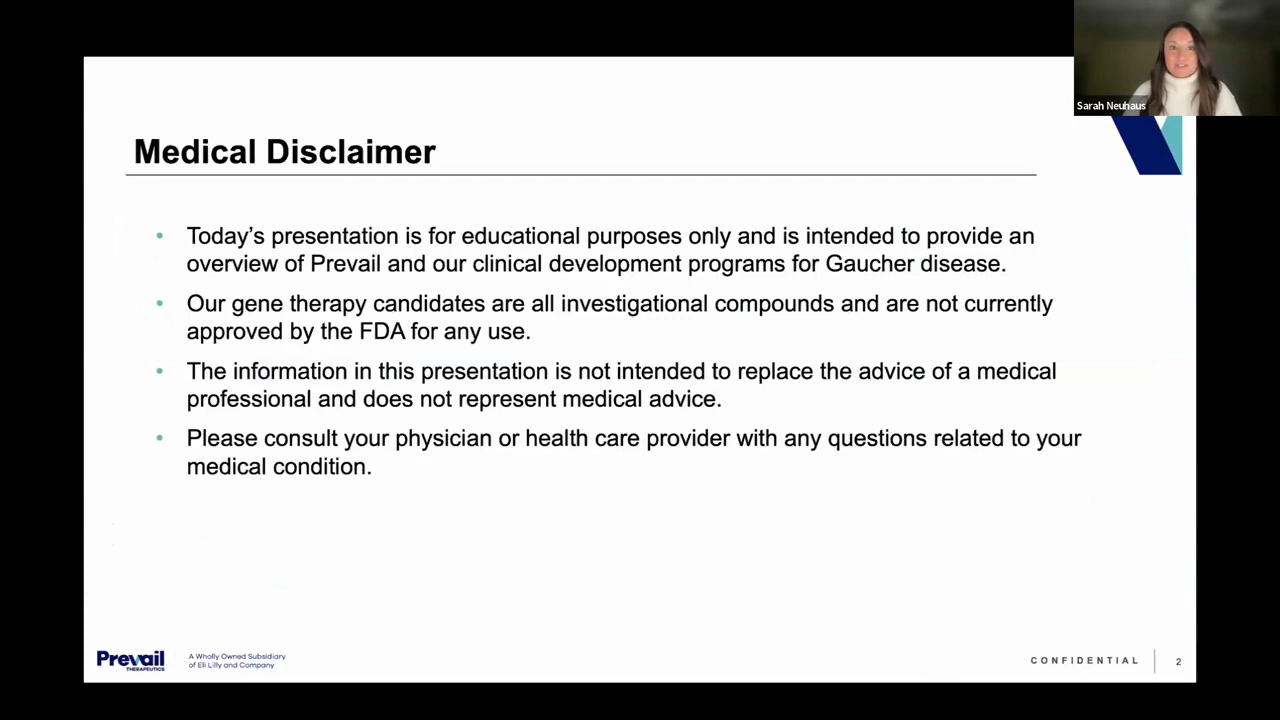 Sarah Neuhaus
Medical Disclaimer
• Today’s presentation is for educational purposes only and is intended to provide an
overview of Prevail and our clinical development programs for Gaucher disease.
• Our gene therapy candidates are all investigational compounds and are not currently
approved by the FDA for any use.
• The information in this presentation is not intended to replace the advice of a medical
professional and does not represent medical advice.
• Please consult your physician or health care provider with any questions related to your
medical condition.
Prevail
THERAPEUTICS
A Wholly Owned Subsidiary
of Eli Lilly and Company
CONFIDENTIAL
2